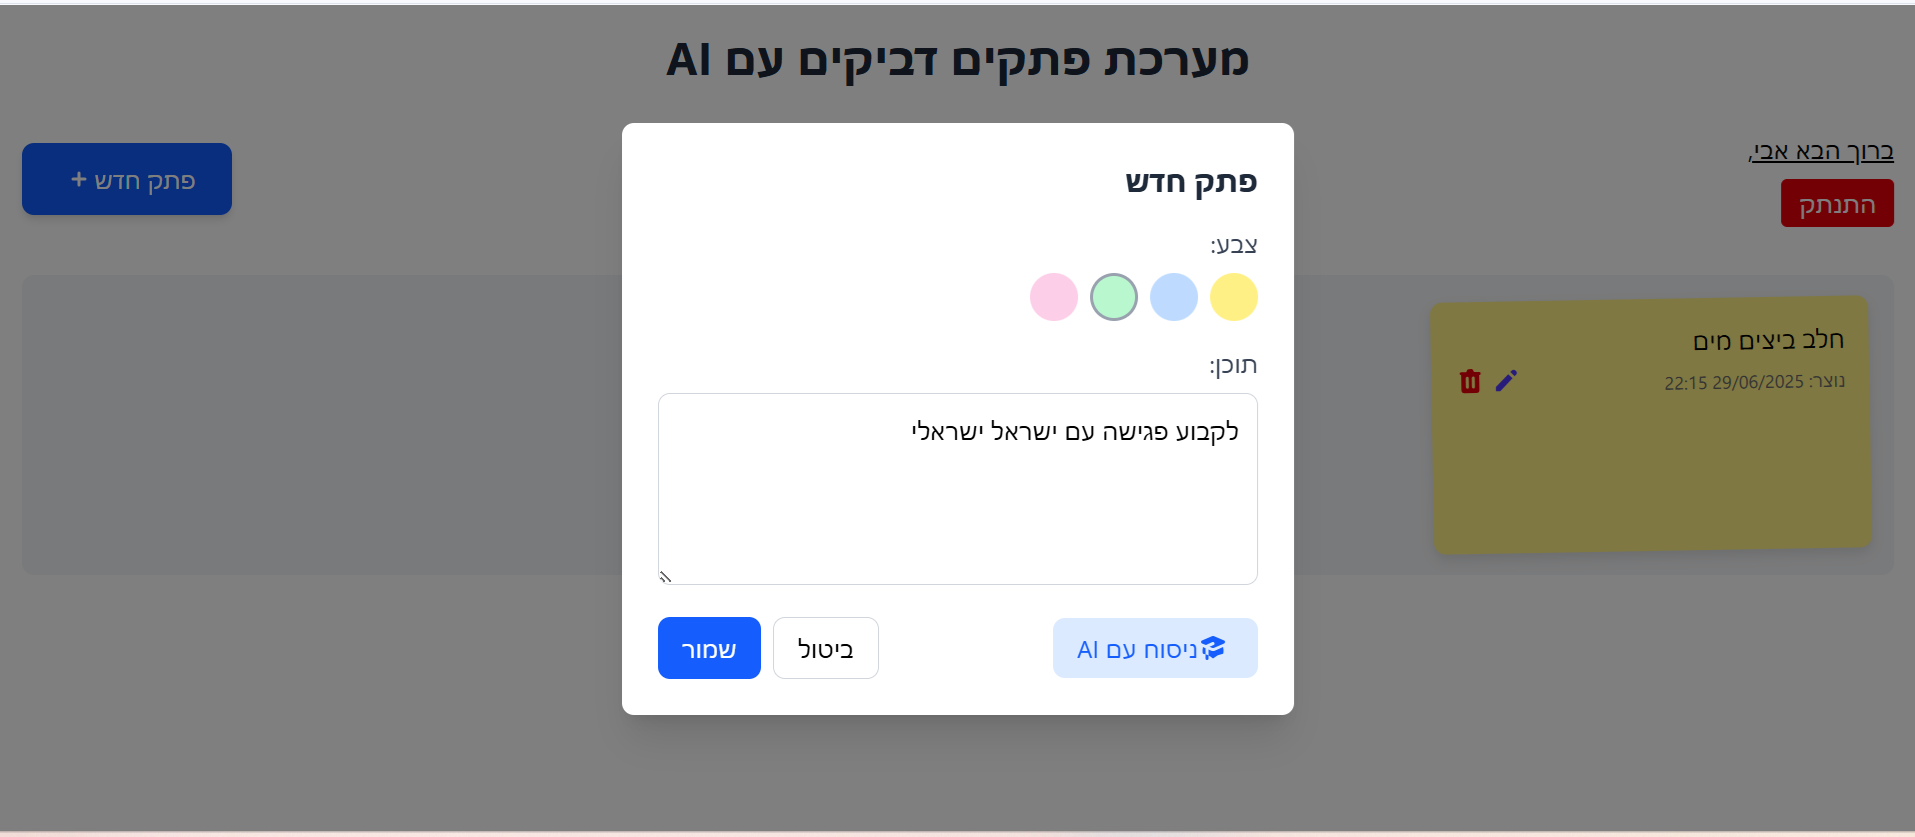 מערכת פתקים דביקים עם AI
ברוך הבא אבי,
התנתק
פתק חדש +
חלב ביצים מים
נוצר: 29/06/2025 22:15
פתק חדש
צבע:
תוכן:
לקבוע פגישה עם ישראל ישראלי
ניסוח עם AI
ביטול
שמור